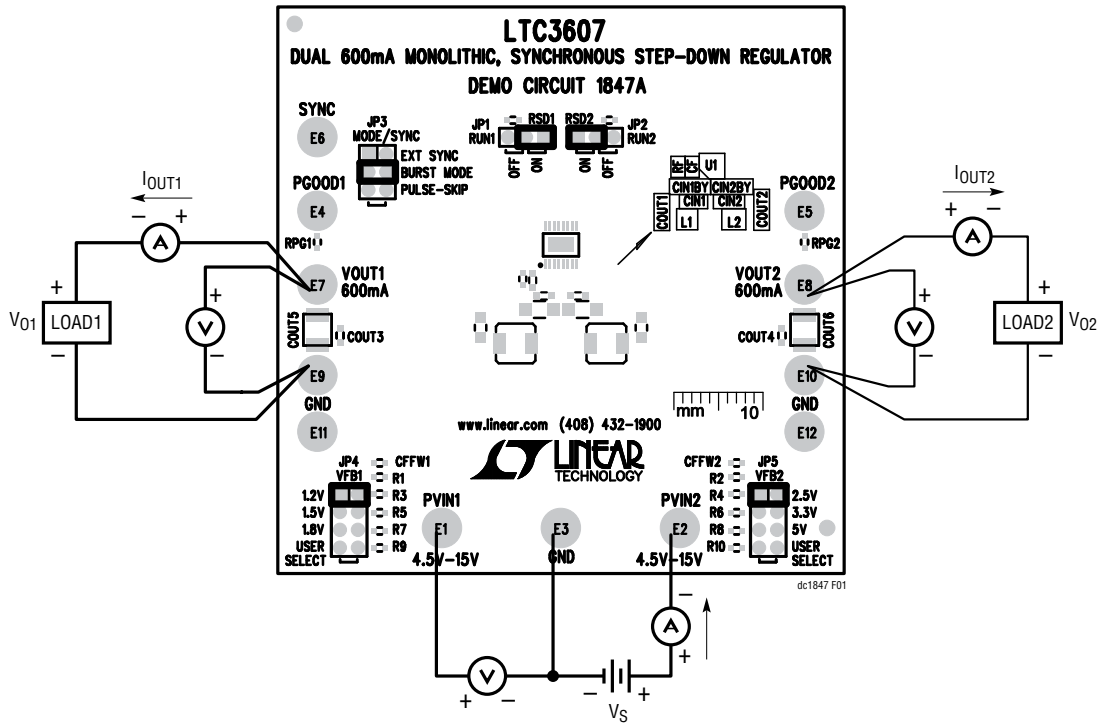 LTC3607
DUAL 600mA MONOLITHIC, SYNCHRONOUS STEP-DOWN REGULATOR
DEMO CIRCUIT 1847A
SYNC
E6
JP3
MODE/SYNC
EXT SYNC
BURST MODE
PULSE-SKIP
JP1
RUN1
RSD1
OFF
ON
RSD2
JP2
RUN2
ON
OFF
RF
CF
U1
CIN1BY
CIN2BY
COUT1
CIN1
CIN2
COUT2
L1
L2
PGOOD1
E4
RPG1
PGOOD2
E5
RPG2
IOUT1
− +
A
IOUT2
+ −
A
E7
VOUT1
600mA
VOUT2
600mA
E8
VO1
+
LOAD1
−
+
V
−
COUT5
COUT3
COUT4
COUT6
+
V
−
+
LOAD2
−
VO2
E9
GND
E11
E10
GND
E12
mm 10
www.linear.com (408) 432-1900
LINEAR
TECHNOLOGY
JP4
VFB1
1.2V
1.5V
1.8V
USER
SELECT
CFFW1
R1
R3
R5
R7
R9
CFFW2
R2
R4
R6
R8
R10
JP5
VFB2
2.5V
3.3V
5V
USER
SELECT
PVIN1
E1
4.5V–15V
E3
GND
PVIN2
E2
4.5V–15V
dc1847 F01
−
A
+
+ V −
− +
VS